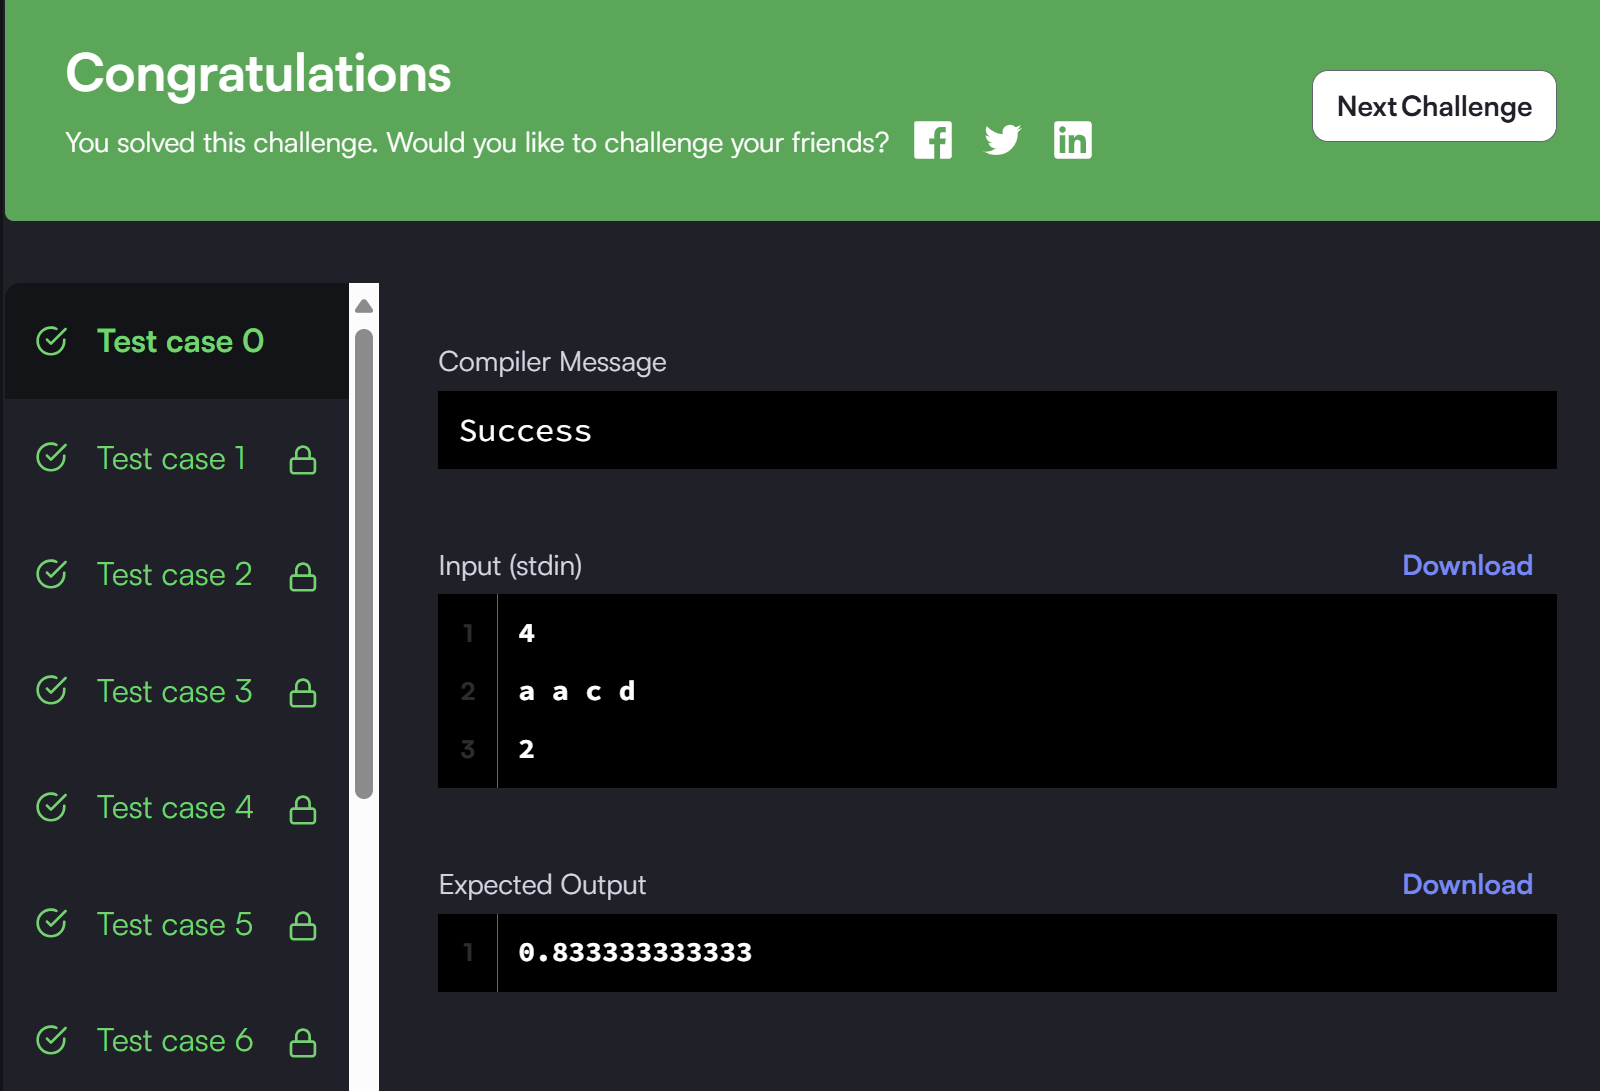 Congratulations
You solved this challenge. Would you like to challenge your friends?
Next Challenge
Test case 0
Test case 1
Test case 2
Test case 3
Test case 4
Test case 5
Test case 6
Compiler Message
Success
Input (stdin)
Download
1 4
2 a a c d
3 2
Expected Output
Download
1 0.833333333333